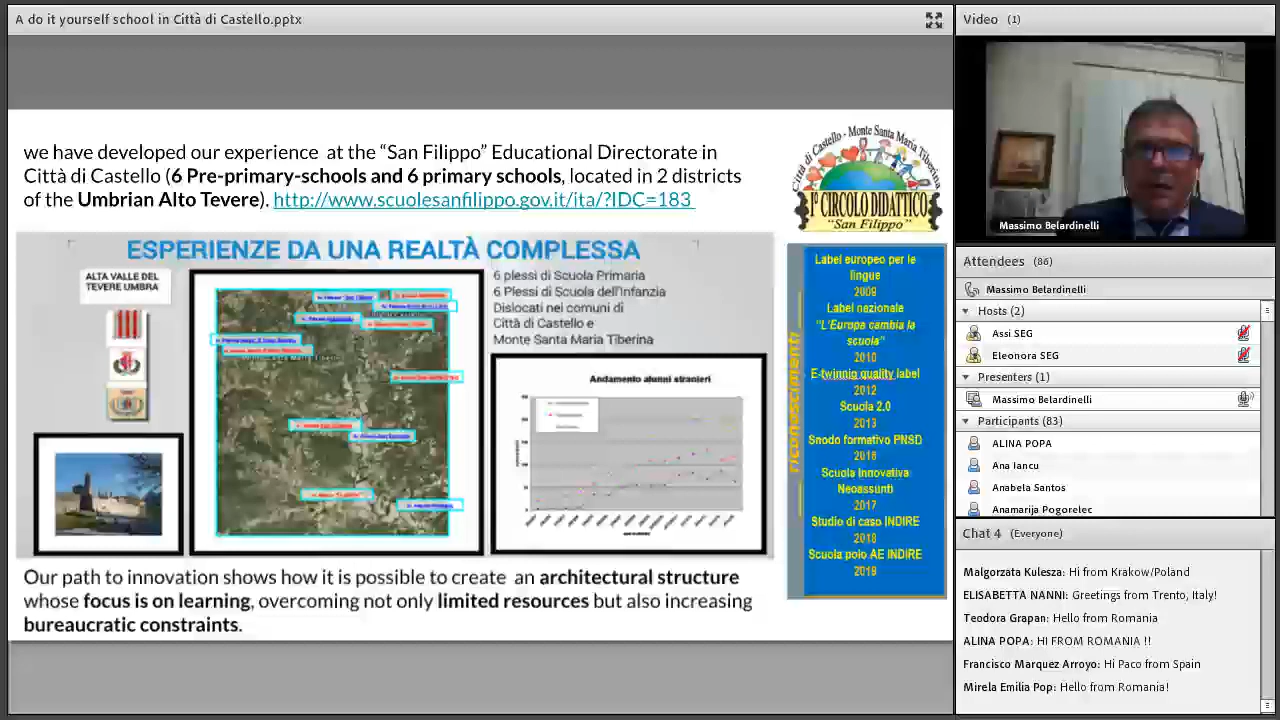 A do it yourself school in Città di Castello.pptx
we have developed our experience at the “San Filippo” Educational Directorate in
Città di Castello (6 Pre-primary-schools and 6 primary schools, located in 2 districts
of the Umbrian Alto Tevere). http://www.scuolesanfilippo.gov.it/ita/?IDC=183
Città di Castello - Monte Santa Maria Tiberina
1° CIRCOLO DIDATTICO
"San Filippo"
ESPERIENZE DA UNA REALTÀ COMPLESSA
ALTA VALLE DEL
TEVERE UMBRA
6 plessi di Scuola Primaria
6 Plessi di Scuola dell'Infanzia
Dislocati nei comuni di
Città di Castello e
Monte Santa Maria Tiberina
Andamento alunni stranieri
riconoscimenti
Label europeo per le
lingue
2009
Label nazionale
"L'Europa cambia la
scuola"
2010
E-twinnig quality label
2012
Scuola 2.0
2013
Snodo formativo PNSD
2016
Scuola Innovativa
Neoassunti
2017
Studio di caso INDIRE
2018
Scuola polo AE INDIRE
2019
Our path to innovation shows how it is possible to create an architectural structure
whose focus is on learning, overcoming not only limited resources but also increasing
bureaucratic constraints.
Video (1)
Massimo Belardinelli
Attendees (86)
Massimo Belardinelli
Hosts (2)
Assi SEG
Eleonora SEG
Presenters (1)
Massimo Belardinelli
Participants (83)
ALINA POPA
Ana Iancu
Anabela Santos
Anamarija Pogorelec
Chat 4 (Everyone)
Malgorzata Kulesza: Hi from Krakow/Poland
ELISABETTA NANNI: Greetings from Trento, Italy!
Teodora Grapan: Hello from Romania
ALINA POPA: HI FROM ROMANIA !!
Francisco Marquez Arroyo: Hi Paco from Spain
Mirela Emilia Pop: Hello from Romania!